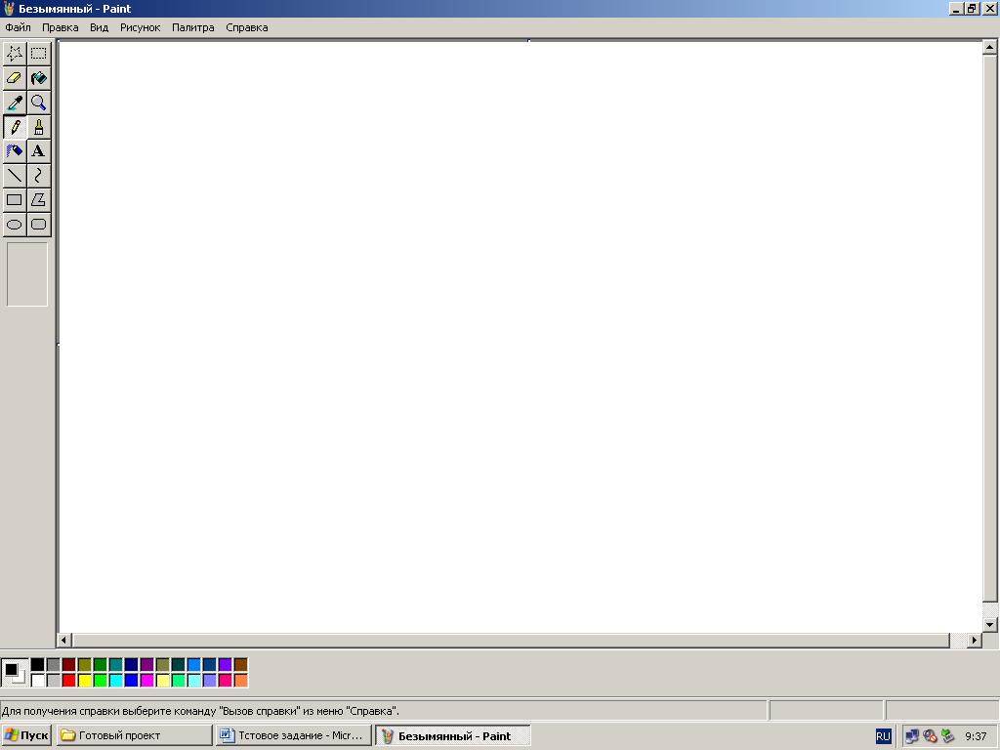 Безымянный - Paint
Файл Правка Вид Рисунок Палитра Справка
A
Для получения справки выберите команду "Вызов справки" из меню "Справка".
Пуск Готовый проект Тстовое задание - Micr... Безымянный - Paint RU 9:37